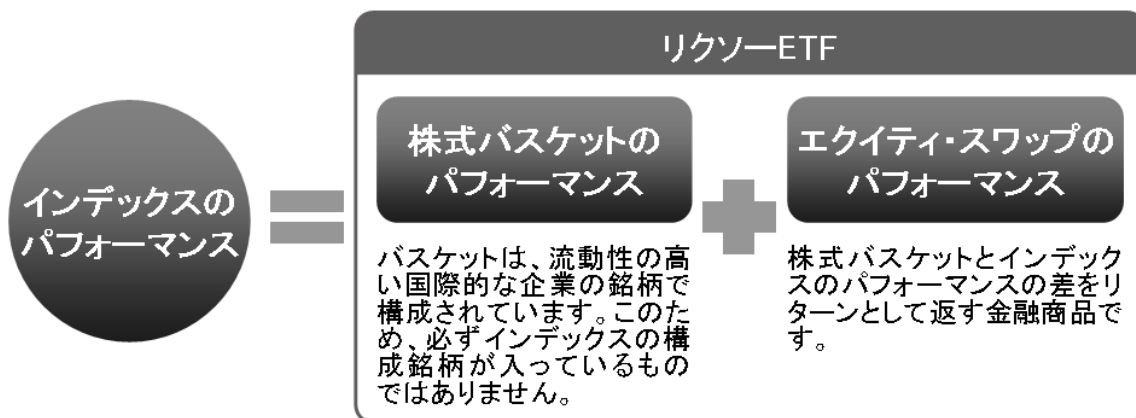 リクソーETF
インデックスの
パフォーマンス
株式バスケットの
パフォーマンス
バスケットは、流動性の高
い国際的な企業の銘柄で
構成されています。このた
め、必ずインデックスの構
成銘柄が入っているもの
ではありません。
エクイティ・スワップの
パフォーマンス
株式バスケットとインデック
スのパフォーマンスの差をリ
ターンとして返す金融商品で
す。